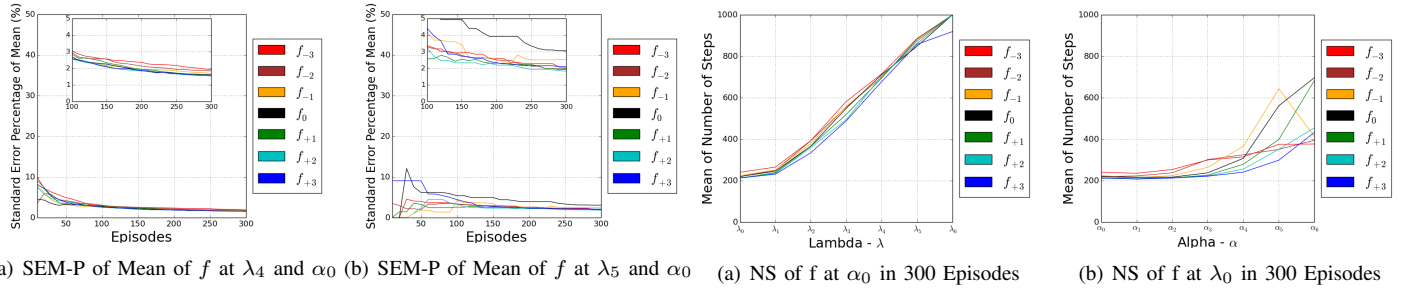 Standard Error Percentage of Mean (%)
50
40
30
20
10
0
50 100 150 200 250 300
Episodes
5
4
3
2
1
0
100 150 200 250 300
f−3
f−2
f−1
f0
f+1
f+2
f+3
a) SEM-P of Mean of f at λ4 and α0
Standard Error Percentage of Mean (%)
50
40
30
20
10
0
50 100 150 200 250 300
Episodes
5
4
3
2
1
0
100 150 200 250 300
f−3
f−2
f−1
f0
f+1
f+2
f+3
(b) SEM-P of Mean of f at λ5 and α0
Mean of Number of Steps
1000
800
600
400
200
0
λ0 λ1 λ2 λ3 λ4 λ5 λ6
Lambda - λ
f−3
f−2
f−1
f0
f+1
f+2
f+3
(a) NS of f at α0 in 300 Episodes
Mean of Number of Steps
1000
800
600
400
200
0
α0 α1 α2 α3 α4 α5 α6
Alpha - α
f−3
f−2
f−1
f0
f+1
f+2
f+3
(b) NS of f at λ0 in 300 Episodes